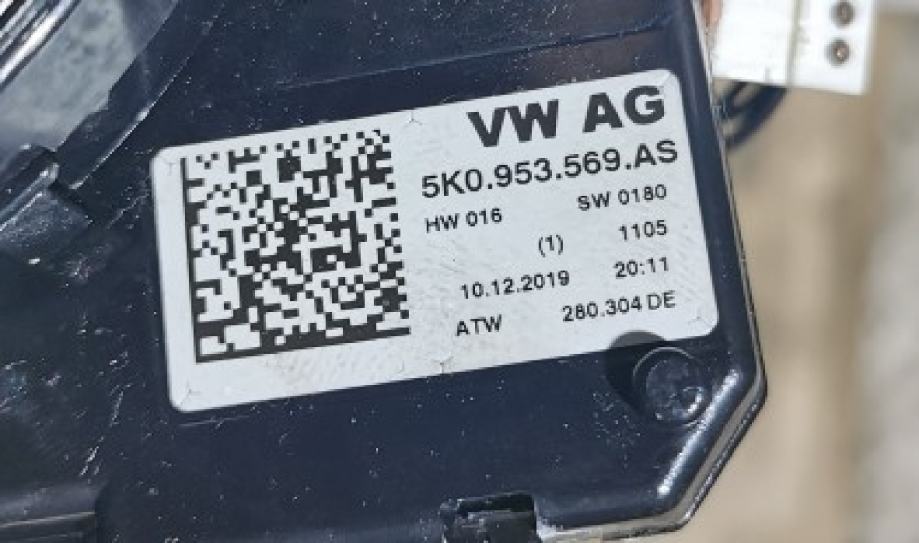 VW AG
5K0.953.569.AS
HW 016 SW 0180
(1) 1105
10.12.2019 20:11
ATW 280.304 DE